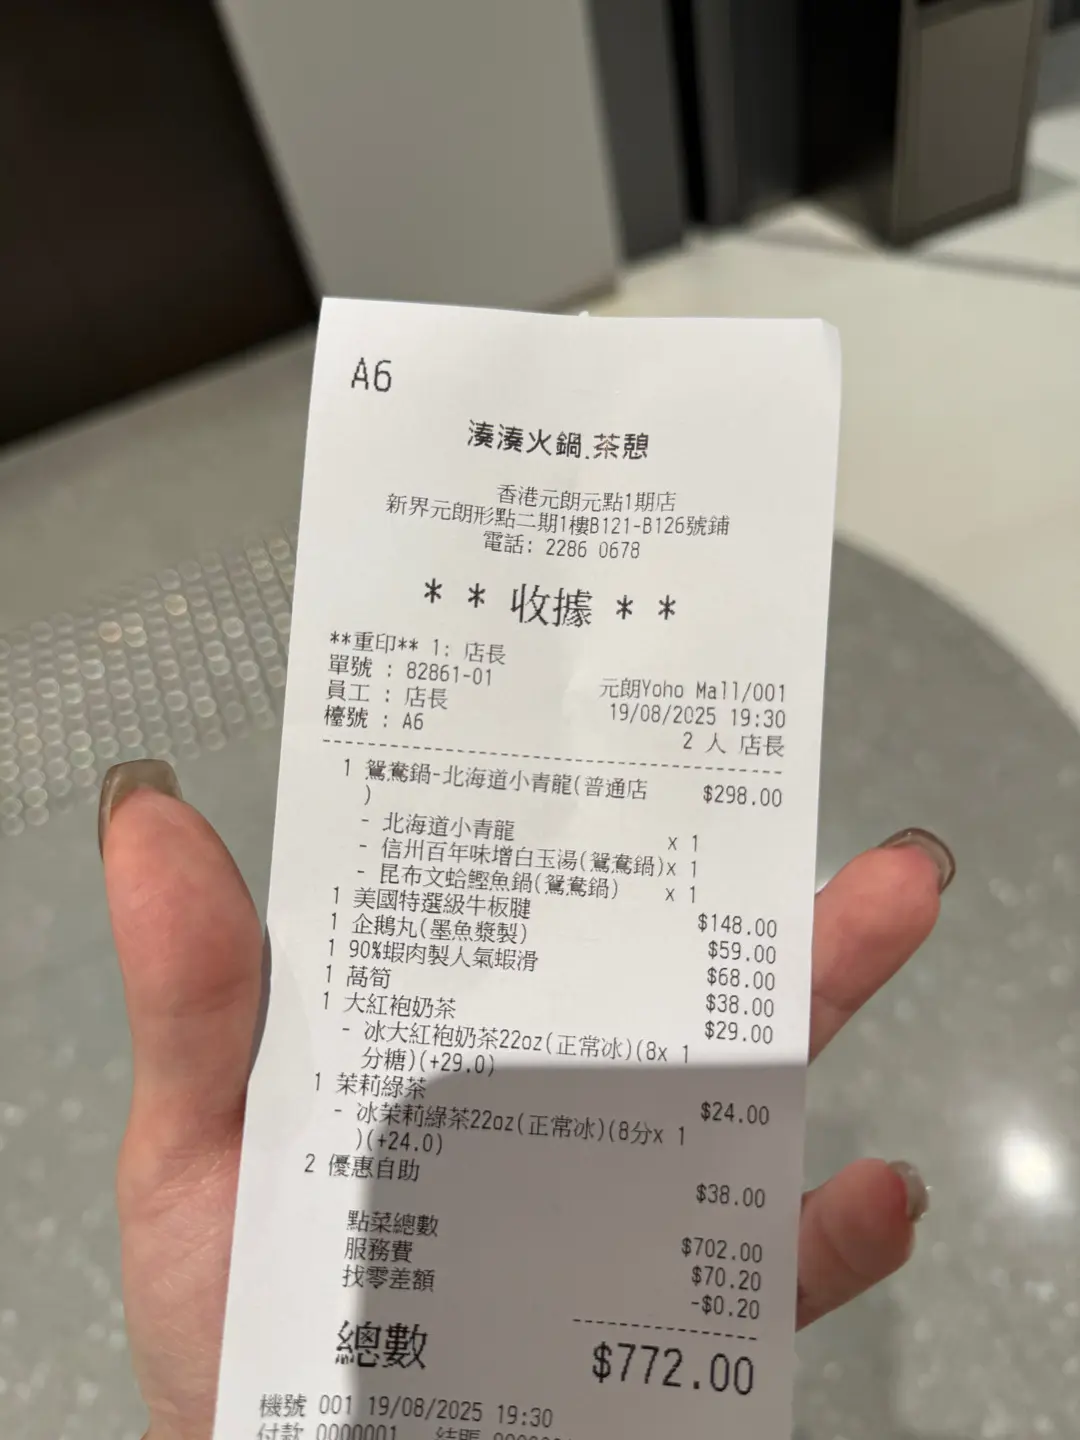 A6
湊湊火鍋.茶憩
香港元朗元點1期店
新界元朗形點二期1樓B121-B126號鋪
電話: 2286 0678
* * 收據 * *
**重印** 1: 店長
單號 : 82861-01 元朗Yoho Mall/001
員工 : 店長 19/08/2025 19:30
檯號 : A6 2 人 店長
1 鴛鴦鍋-北海道小青龍(普通店 $298.00
)
- 北海道小青龍 x 1
- 信州百年味增白玉湯(鴛鴦鍋)x 1
- 昆布文蛤鰹魚鍋(鴛鴦鍋) x 1
1 美國特選級牛板腱 $148.00
1 企鵝丸(墨魚漿製) $59.00
1 90%蝦肉製人氣蝦滑 $68.00
1 萵筍 $38.00
1 大紅袍奶茶 $29.00
- 冰大紅袍奶茶22oz(正常冰)(8x 1
分糖)(+29.0)
1 茉莉綠茶 $24.00
- 冰茉莉綠茶22oz(正常冰)(8分x 1
)(+24.0)
2 優惠自助 $38.00
點菜總數 $702.00
服務費 $70.20
找零差額 -$0.20
總數 $772.00
機號 001 19/08/2025 19:30
付款 0000001 結賬